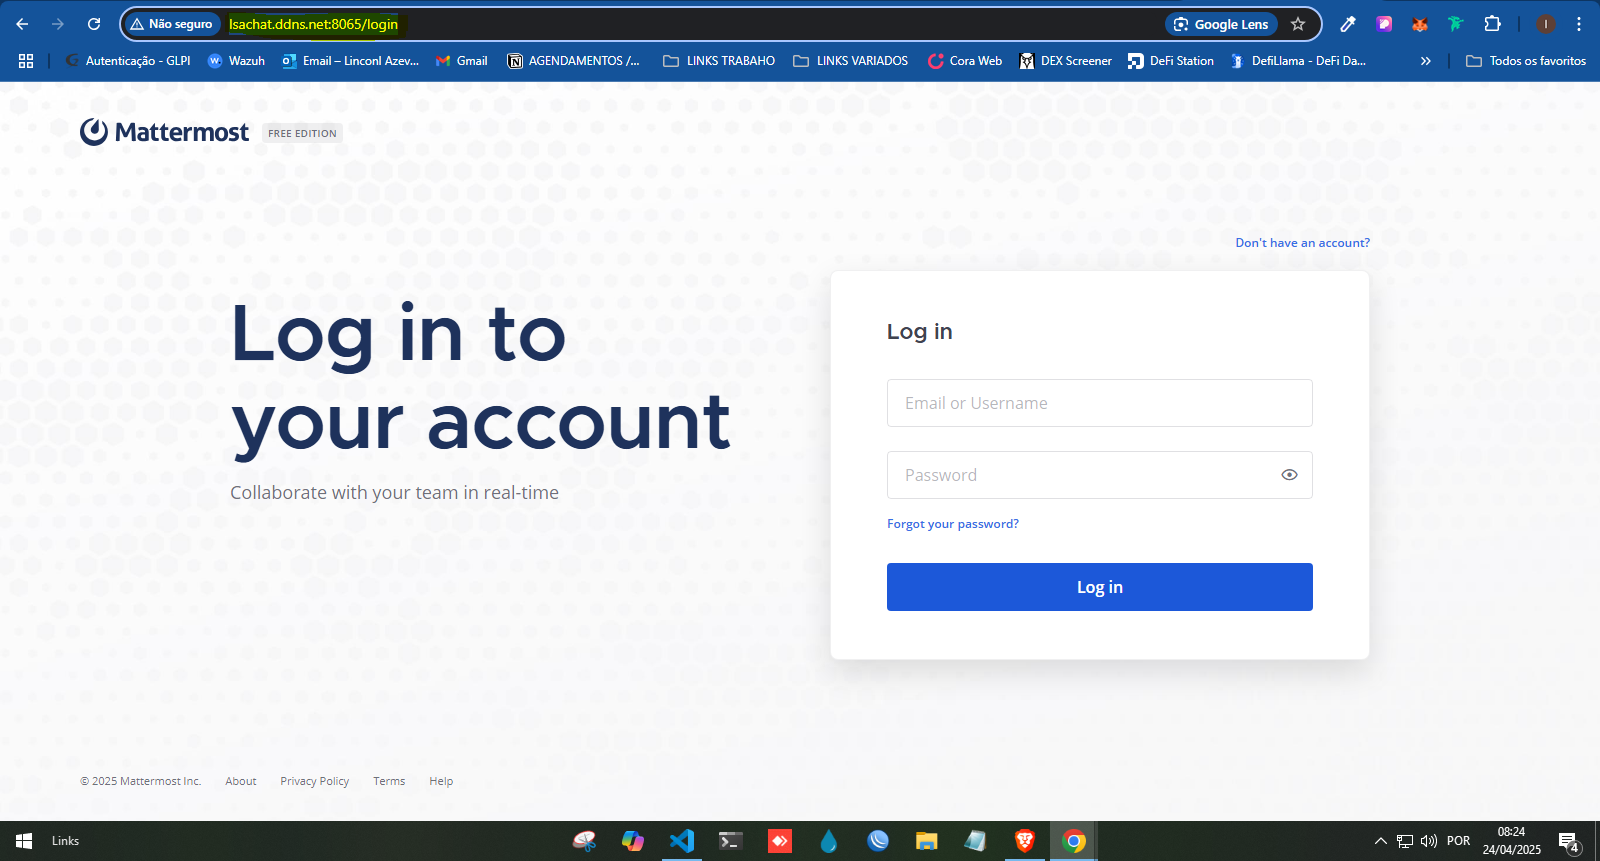 Não seguro
lsachat.ddns.net:8065/login
Google Lens
I
Autenticação - GLPI
Wazuh
Email – Linconl Azev...
Gmail
AGENDAMENTOS /...
LINKS TRABAHO
LINKS VARIADOS
Cora Web
DEX Screener
DeFi Station
DefiLlama - DeFi Da...
»
Todos os favoritos
Mattermost
FREE EDITION
Don't have an account?
Log in to
your account
Collaborate with your team in real-time
Log in
Email or Username
Password
Forgot your password?
Log in
© 2025 Mattermost Inc.
About
Privacy Policy
Terms
Help
Links
POR
08:24
24/04/2025
4